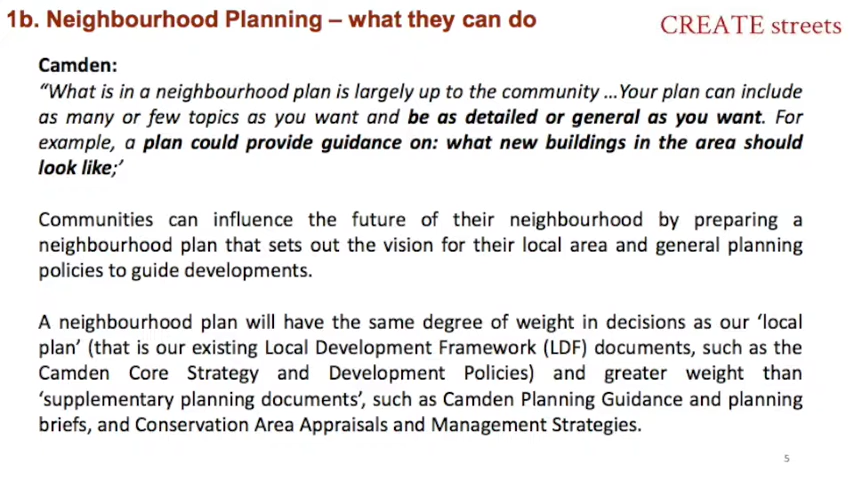 1b. Neighbourhood Planning – what they can do
CREATE streets
Camden:
“What is in a neighbourhood plan is largely up to the community ...Your plan can include
as many or few topics as you want and be as detailed or general as you want. For
example, a plan could provide guidance on: what new buildings in the area should
look like;’
Communities can influence the future of their neighbourhood by preparing a
neighbourhood plan that sets out the vision for their local area and general planning
policies to guide developments.
A neighbourhood plan will have the same degree of weight in decisions as our ‘local
plan’ (that is our existing Local Development Framework (LDF) documents, such as the
Camden Core Strategy and Development Policies) and greater weight than
‘supplementary planning documents’, such as Camden Planning Guidance and planning
briefs, and Conservation Area Appraisals and Management Strategies.
5